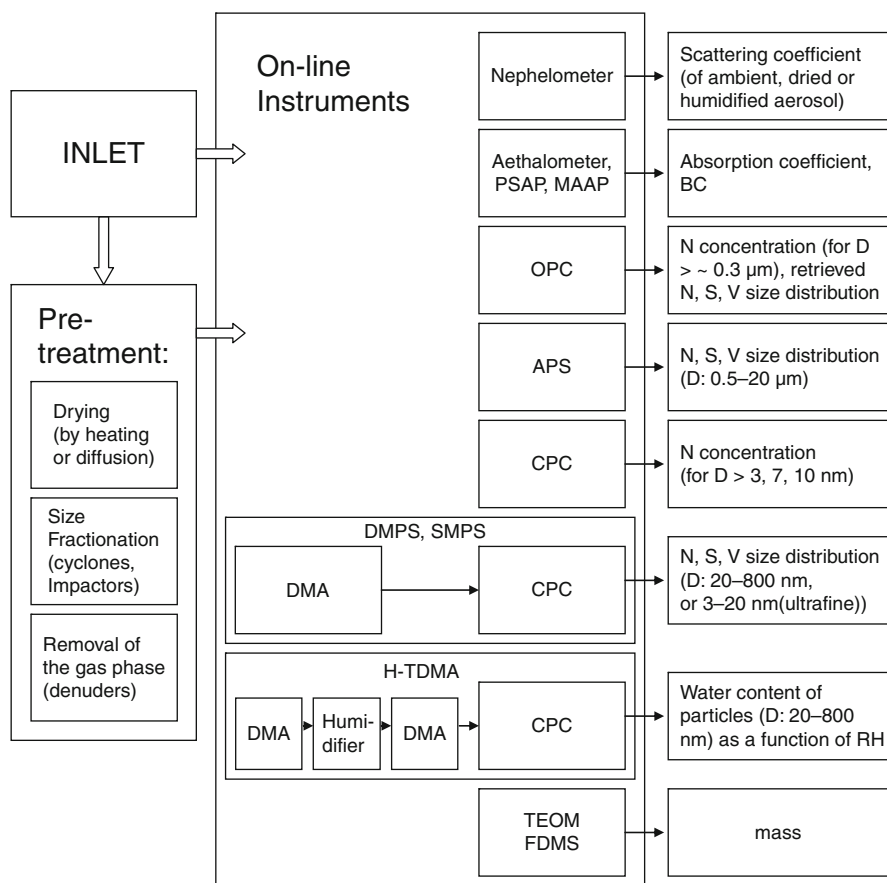 INLET
Pre-
treatment:
Drying
(by heating
or diffusion)
Size
Fractionation
(cyclones,
Impactors)
Removal of
the gas phase
(denuders)
On-line
Instruments
Nephelometer
Scattering coefficient
(of ambient, dried or
humidified aerosol)
Aethalometer,
PSAP, MAAP
Absorption coefficient,
BC
OPC
N concentration (for D
> ~ 0.3 µm), retrieved
N, S, V size distribution
APS
N, S, V size distribution
(D: 0.5–20 µm)
CPC
N concentration
(for D > 3, 7, 10 nm)
DMPS, SMPS
DMA
CPC
N, S, V size distribution
(D: 20–800 nm,
or 3–20 nm(ultrafine))
H-TDMA
DMA
Humi-
difier
DMA
CPC
Water content of
particles (D: 20–800
nm) as a function of RH
TEOM
FDMS
mass